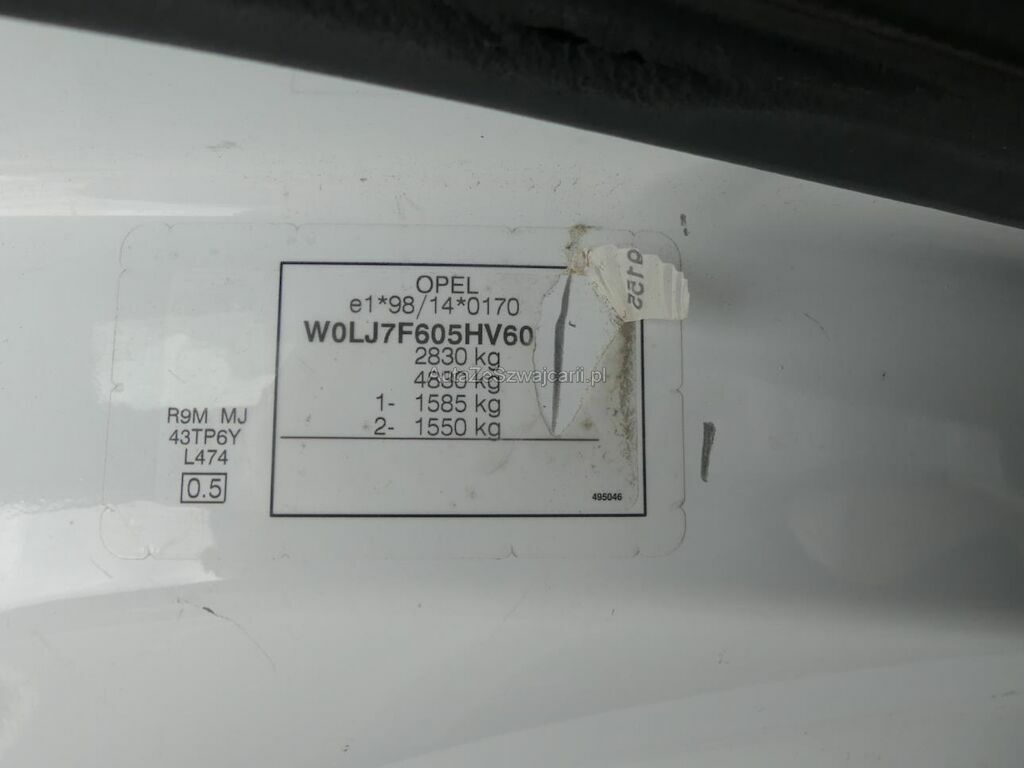 OPEL
e1*98/14*0170
W0LJ7F605HV60
2830 kg
AutaZeSzwajcarii.pl
4830 kg
1- 1585 kg
2- 1550 kg
R9M MJ
43TP6Y
L474
0.5
495046